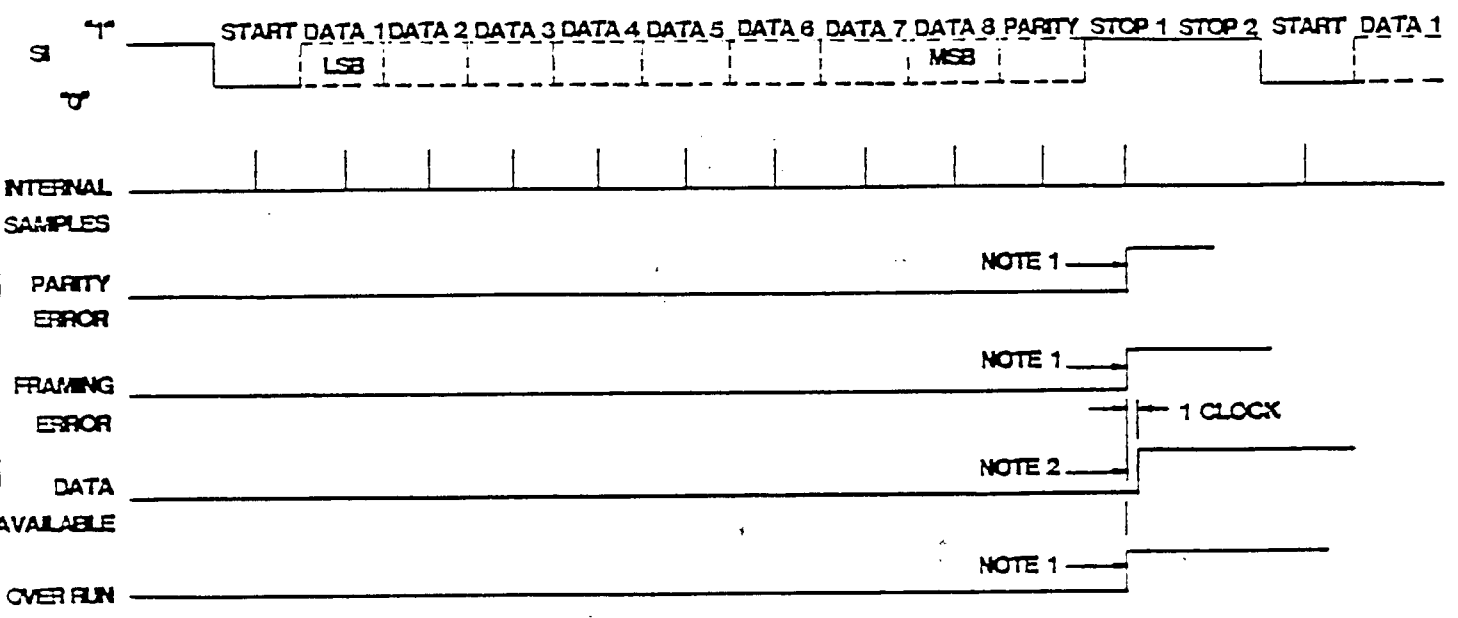 "1"
START DATA 1 DATA 2 DATA 3 DATA 4 DATA 5 DATA 6 DATA 7 DATA 8 PARITY STOP 1 STOP 2 START DATA 1
SI
LSB
MSB
"0"
INTERNAL
SAMPLES
NOTE 1
PARITY
ERROR
NOTE 1
FRAMING
ERROR
1 CLOCK
NOTE 2
DATA
AVAILABLE
NOTE 1
OVER RUN